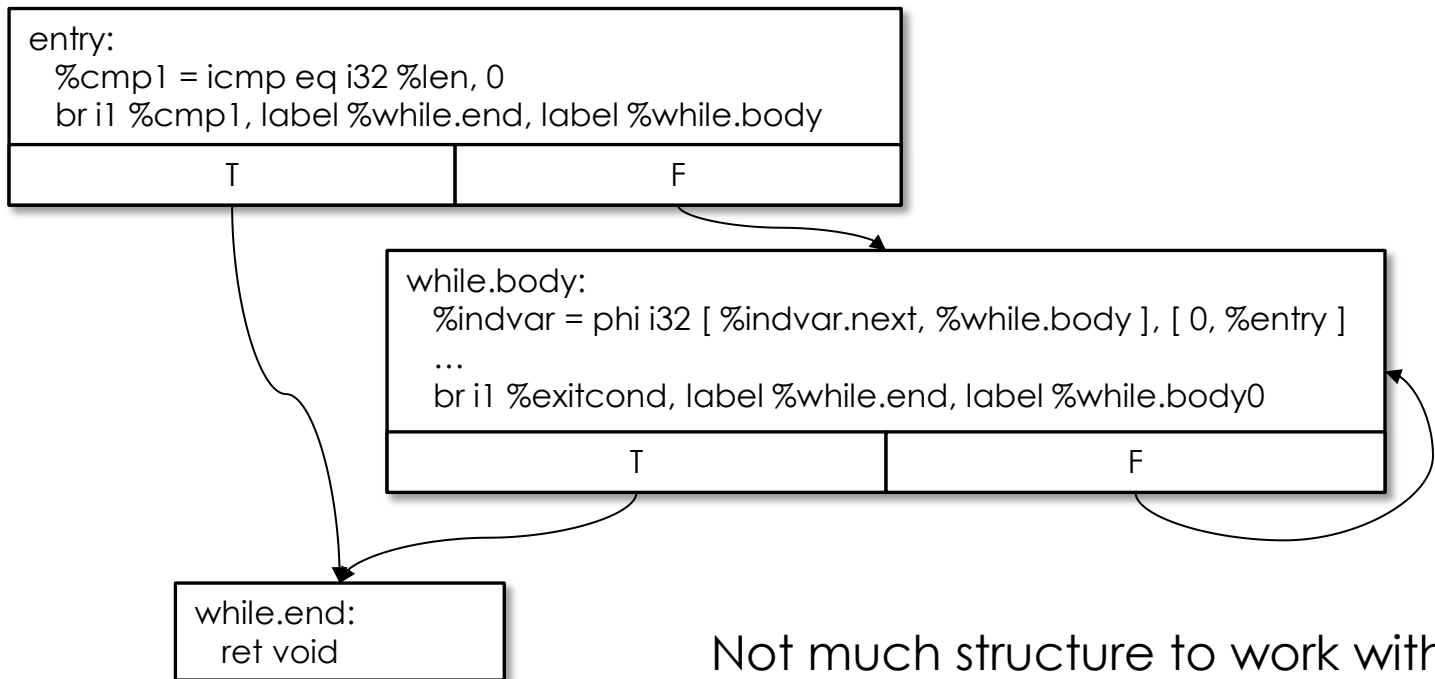 entry:
%cmp1 = icmp eq i32 %len, 0
br i1 %cmp1, label %while.end, label %while.body
T
F
while.body:
%indvar = phi i32 [ %indvar.next, %while.body ], [ 0, %entry ]
…
br i1 %exitcond, label %while.end, label %while.body0
T
F
while.end:
ret void
Not much structure to work with